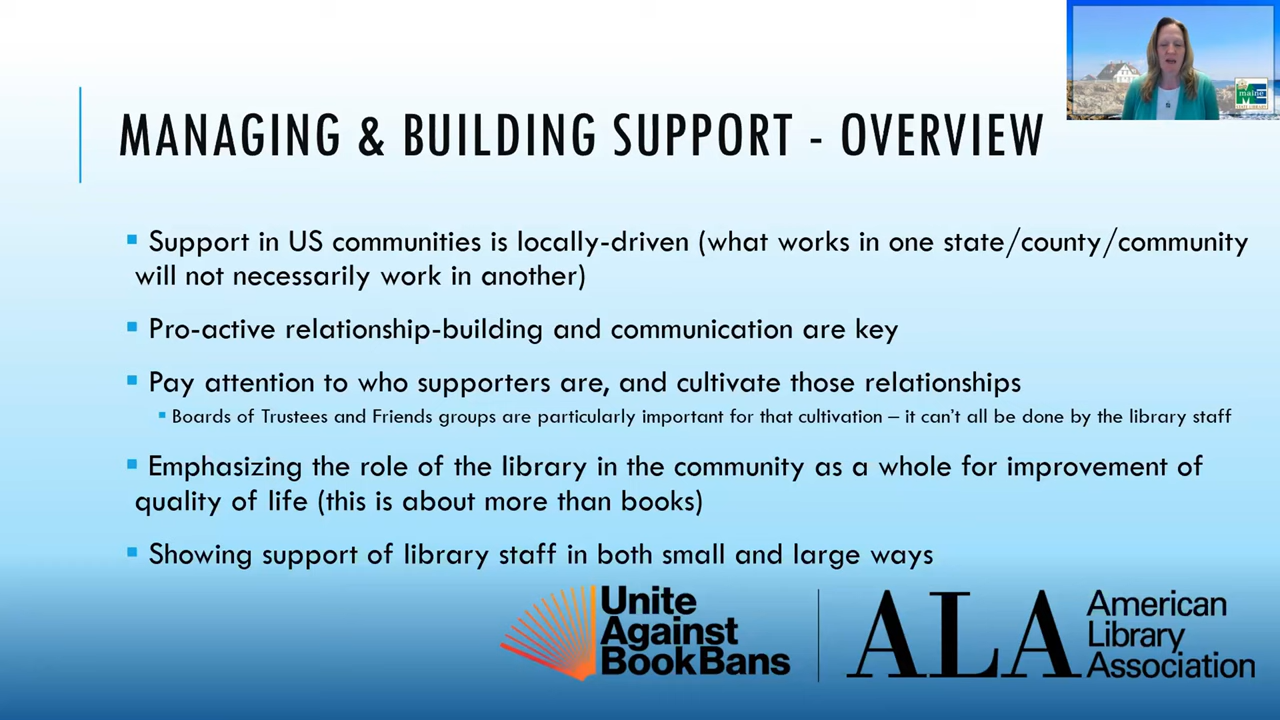 MANAGING & BUILDING SUPPORT - OVERVIEW
Support in US communities is locally-driven (what works in one state/county/community
will not necessarily work in another)
Pro-active relationship-building and communication are key
Pay attention to who supporters are, and cultivate those relationships
Boards of Trustees and Friends groups are particularly important for that cultivation – it can't all be done by the library staff
Emphasizing the role of the library in the community as a whole for improvement of
quality of life (this is about more than books)
Showing support of library staff in both small and large ways
Unite
Against
Book Bans
ALA
American
Library
Association
maine